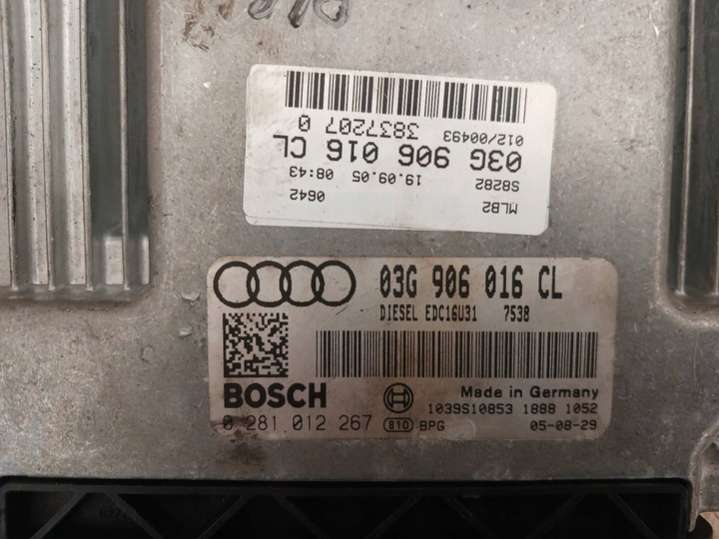 MLB2
0642
S8282
19.09.05 08:43
03G 906 016 CL
012/00493
3837207 0
03G 906 016 CL
DIESEL EDC16U31 7538
BOSCH
Made in Germany
1039S10853 1888 1052
0 281 012 267
810
BPG
05-08-29